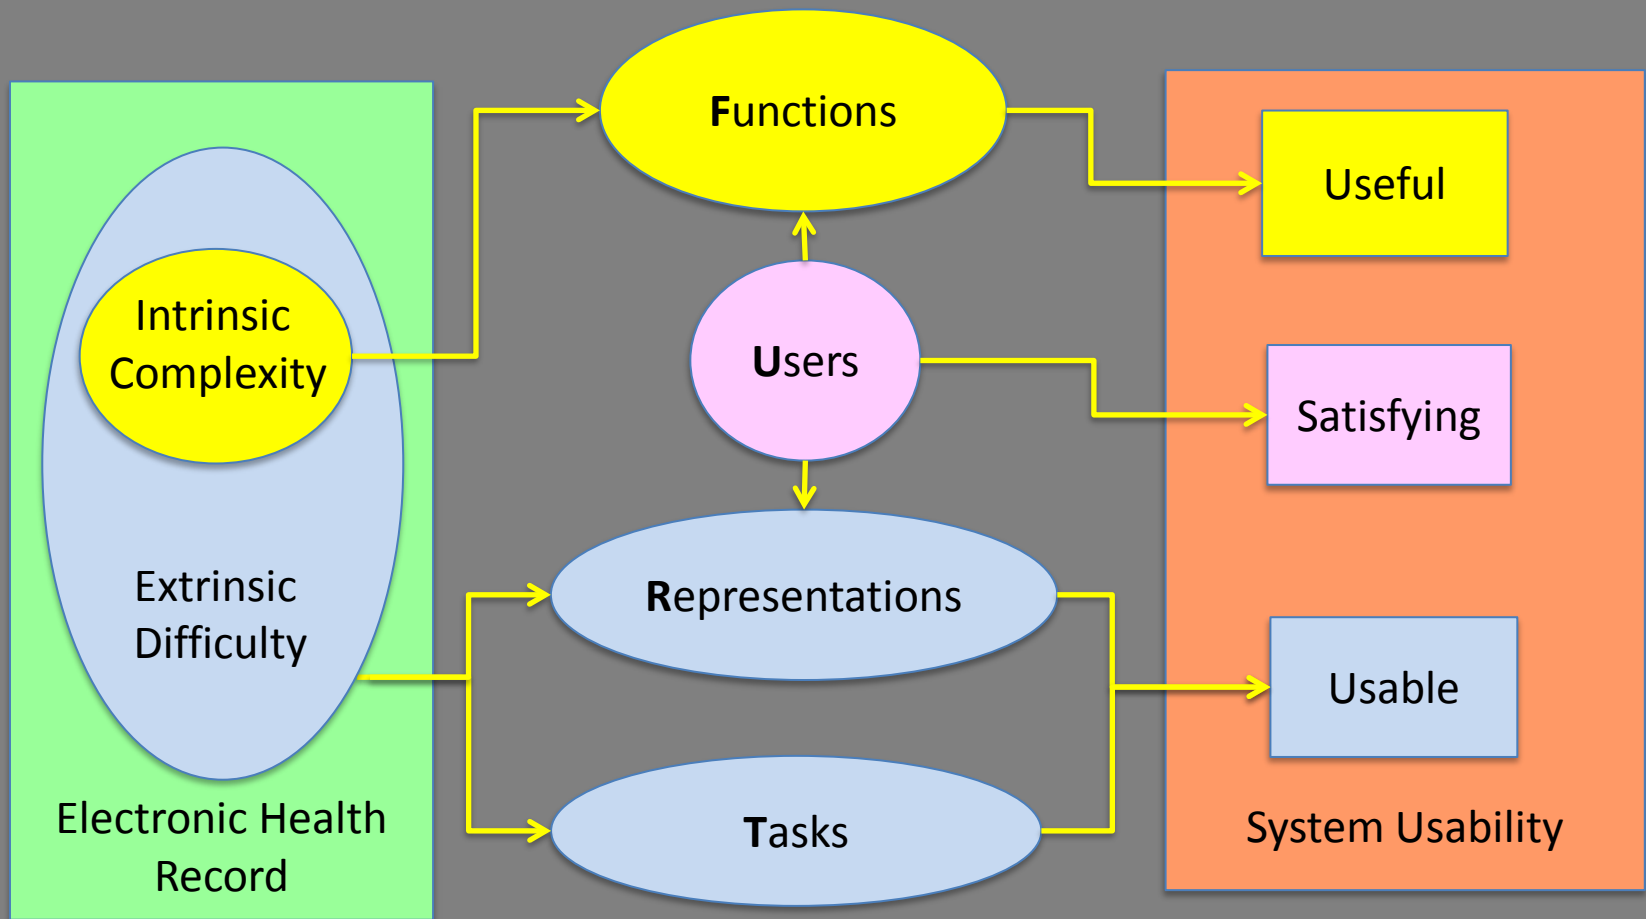 Functions
Useful
Intrinsic
Complexity
Users
Satisfying
Extrinsic
Difficulty
Representations
Usable
Electronic Health
Record
Tasks
System Usability